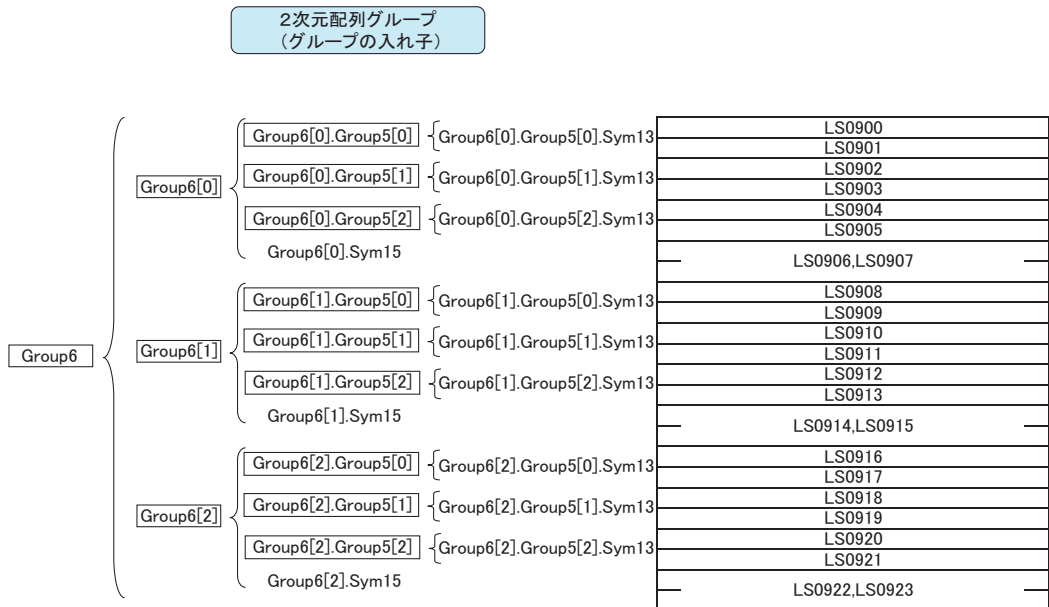 ２次元配列グループ
（グループの入れ子）
Group6[0].Group5[0] Group6[0].Group5[0].Sym13 LS0900
LS0901
Group6[0] Group6[0].Group5[1] Group6[0].Group5[1].Sym13 LS0902
LS0903
Group6[0].Group5[2] Group6[0].Group5[2].Sym13 LS0904
LS0905
Group6[0].Sym15 LS0906,LS0907
Group6[1].Group5[0] Group6[1].Group5[0].Sym13 LS0908
LS0909
Group6 Group6[1] Group6[1].Group5[1] Group6[1].Group5[1].Sym13 LS0910
LS0911
Group6[1].Group5[2] Group6[1].Group5[2].Sym13 LS0912
LS0913
Group6[1].Sym15 LS0914,LS0915
Group6[2].Group5[0] Group6[2].Group5[0].Sym13 LS0916
LS0917
Group6[2] Group6[2].Group5[1] Group6[2].Group5[1].Sym13 LS0918
LS0919
Group6[2].Group5[2] Group6[2].Group5[2].Sym13 LS0920
LS0921
Group6[2].Sym15 LS0922,LS0923